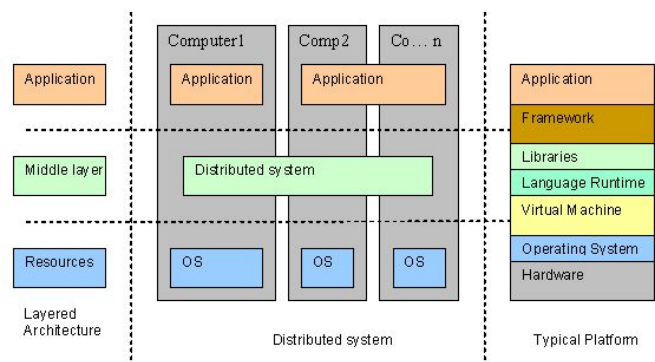 Computer1
Comp2
Co... n
Application
Application
Application
Application
Framework
Middle layer
Distributed system
Libraries
Language Runtime
Virtual Machine
Resources
OS
OS
OS
Operating System
Hardware
Layered
Architecture
Distributed system
Typical Platform